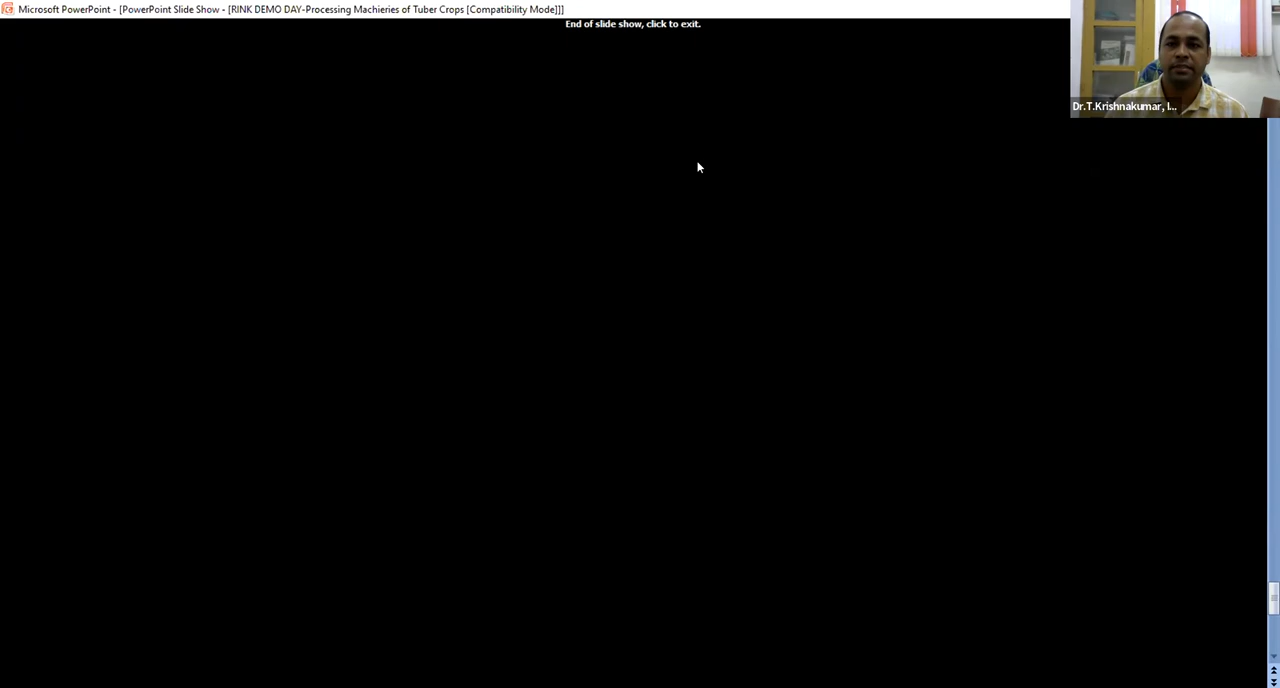 Microsoft PowerPoint - [PowerPoint Slide Show - [RINK DEMO DAY-Processing Machieries of Tuber Crops [Compatibility Mode]]]
End of slide show, click to exit.
Dr.T.Krishnakumar, I...